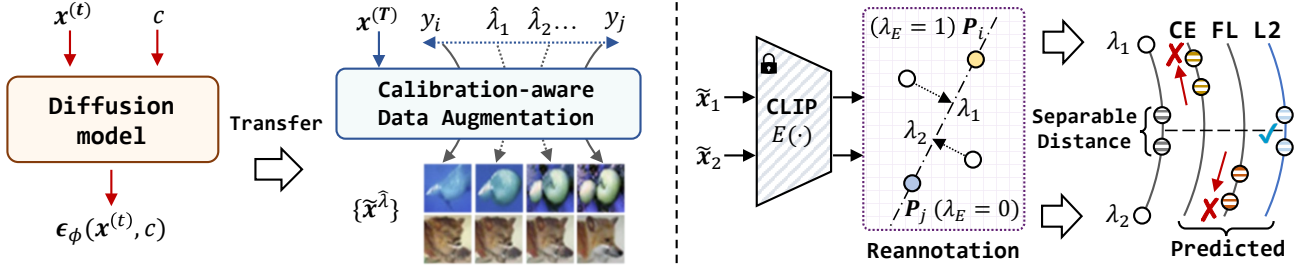 x^(t) c
Diffusion
model
ϵ_ϕ(x^(t), c)
Transfer
x^(T) y_i λ̂_1 λ̂_2... y_j
Calibration-aware
Data Augmentation
{x̃^λ̂}
x̃_1
x̃_2
CLIP
E(·)
(λ_E = 1) P_i
λ_1
λ_2
P_j (λ_E = 0)
Reannotation
λ_1
Separable
Distance
λ_2
CE FL L2
Predicted